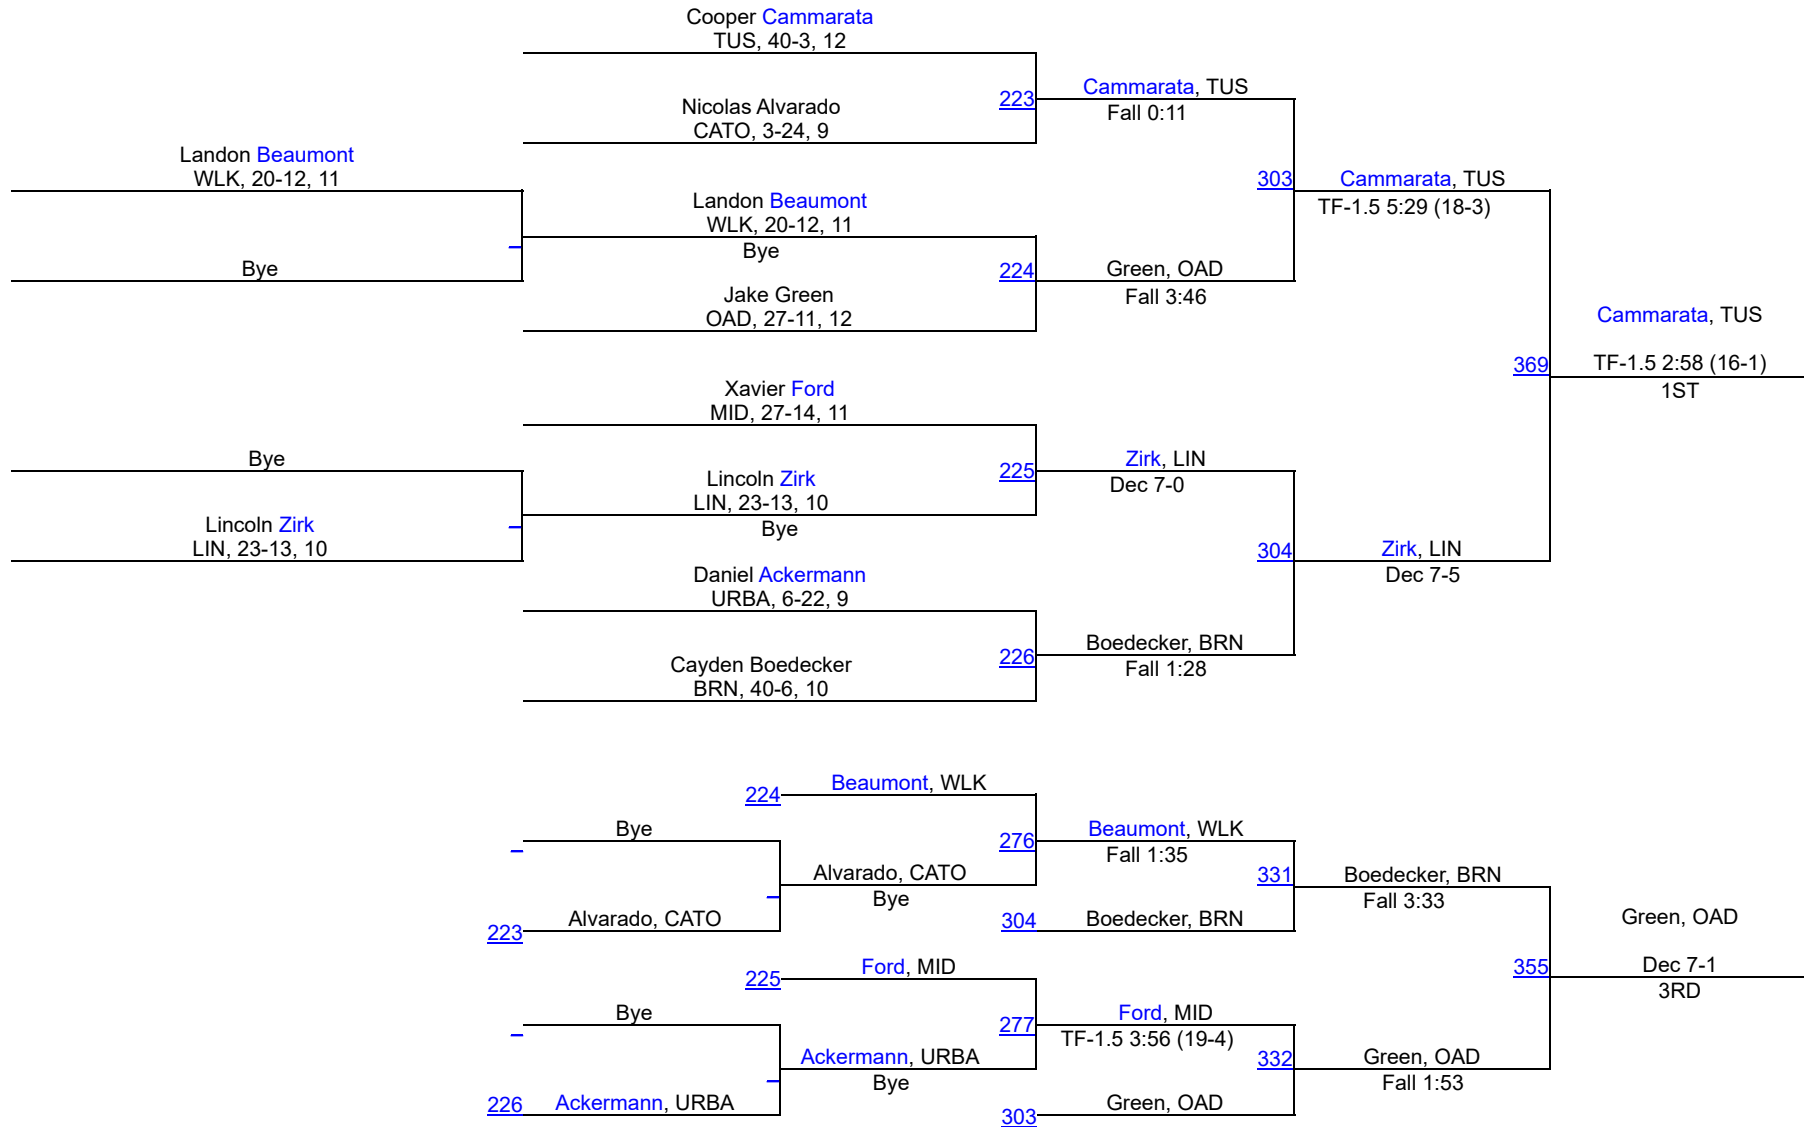 Cooper Cammarata
TUS, 40-3, 12
223
Cammarata, TUS
Fall 0:11
Nicolas Alvarado
CATO, 3-24, 9
Landon Beaumont
WLK, 20-12, 11
303
Cammarata, TUS
TF-1.5 5:29 (18-3)
Landon Beaumont
WLK, 20-12, 11
Bye
Bye
224
Green, OAD
Fall 3:46
Jake Green
OAD, 27-11, 12
Cammarata, TUS
369
TF-1.5 2:58 (16-1)
1ST
Xavier Ford
MID, 27-14, 11
Bye
225
Zirk, LIN
Dec 7-0
Lincoln Zirk
LIN, 23-13, 10
Bye
Lincoln Zirk
LIN, 23-13, 10
304
Zirk, LIN
Dec 7-5
Daniel Ackermann
URBA, 6-22, 9
226
Boedecker, BRN
Fall 1:28
Cayden Boedecker
BRN, 40-6, 10
224
Beaumont, WLK
Bye
276
Beaumont, WLK
Fall 1:35
Alvarado, CATO
Bye
331
Boedecker, BRN
Fall 3:33
223
Alvarado, CATO
304
Boedecker, BRN
Green, OAD
225
Ford, MID
355
Dec 7-1
3RD
Bye
277
Ford, MID
TF-1.5 3:56 (19-4)
Ackermann, URBA
Bye
332
Green, OAD
Fall 1:53
226
Ackermann, URBA
303
Green, OAD